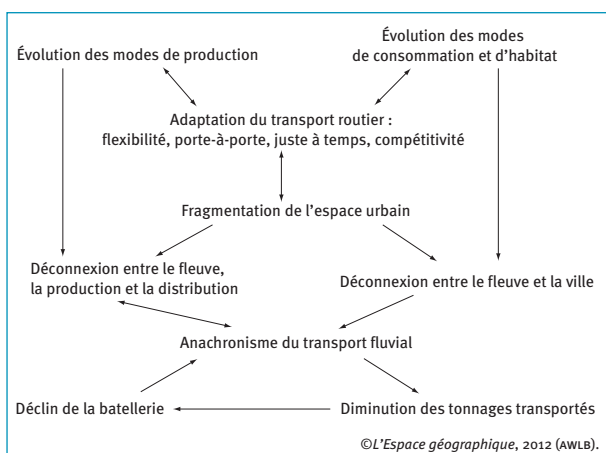 Évolution des modes de production
Évolution des modes
de consommation et d'habitat
Adaptation du transport routier :
flexibilité, porte-à-porte, juste à temps, compétitivité
Fragmentation de l'espace urbain
Déconnexion entre le fleuve,
la production et la distribution
Déconnexion entre le fleuve et la ville
Anachronisme du transport fluvial
Déclin de la batellerie
Diminution des tonnages transportés
©L'Espace géographique, 2012 (AWLB).